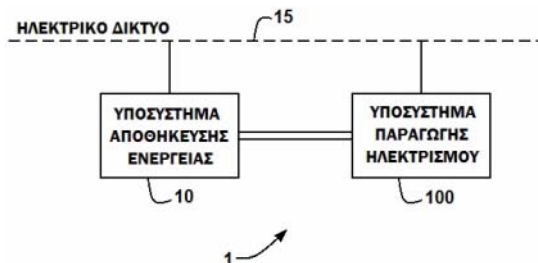 ΗΛΕΚΤΡΙΚΟ ΔΙΚΤΥΟ
15
ΥΠΟΣΥΣΤΗΜΑ
ΑΠΟΘΗΚΕΥΣΗΣ
ΕΝΕΡΓΕΙΑΣ
ΥΠΟΣΥΣΤΗΜΑ
ΠΑΡΑΓΩΓΗΣ
ΗΛΕΚΤΡΙΣΜΟΥ
10
100
1